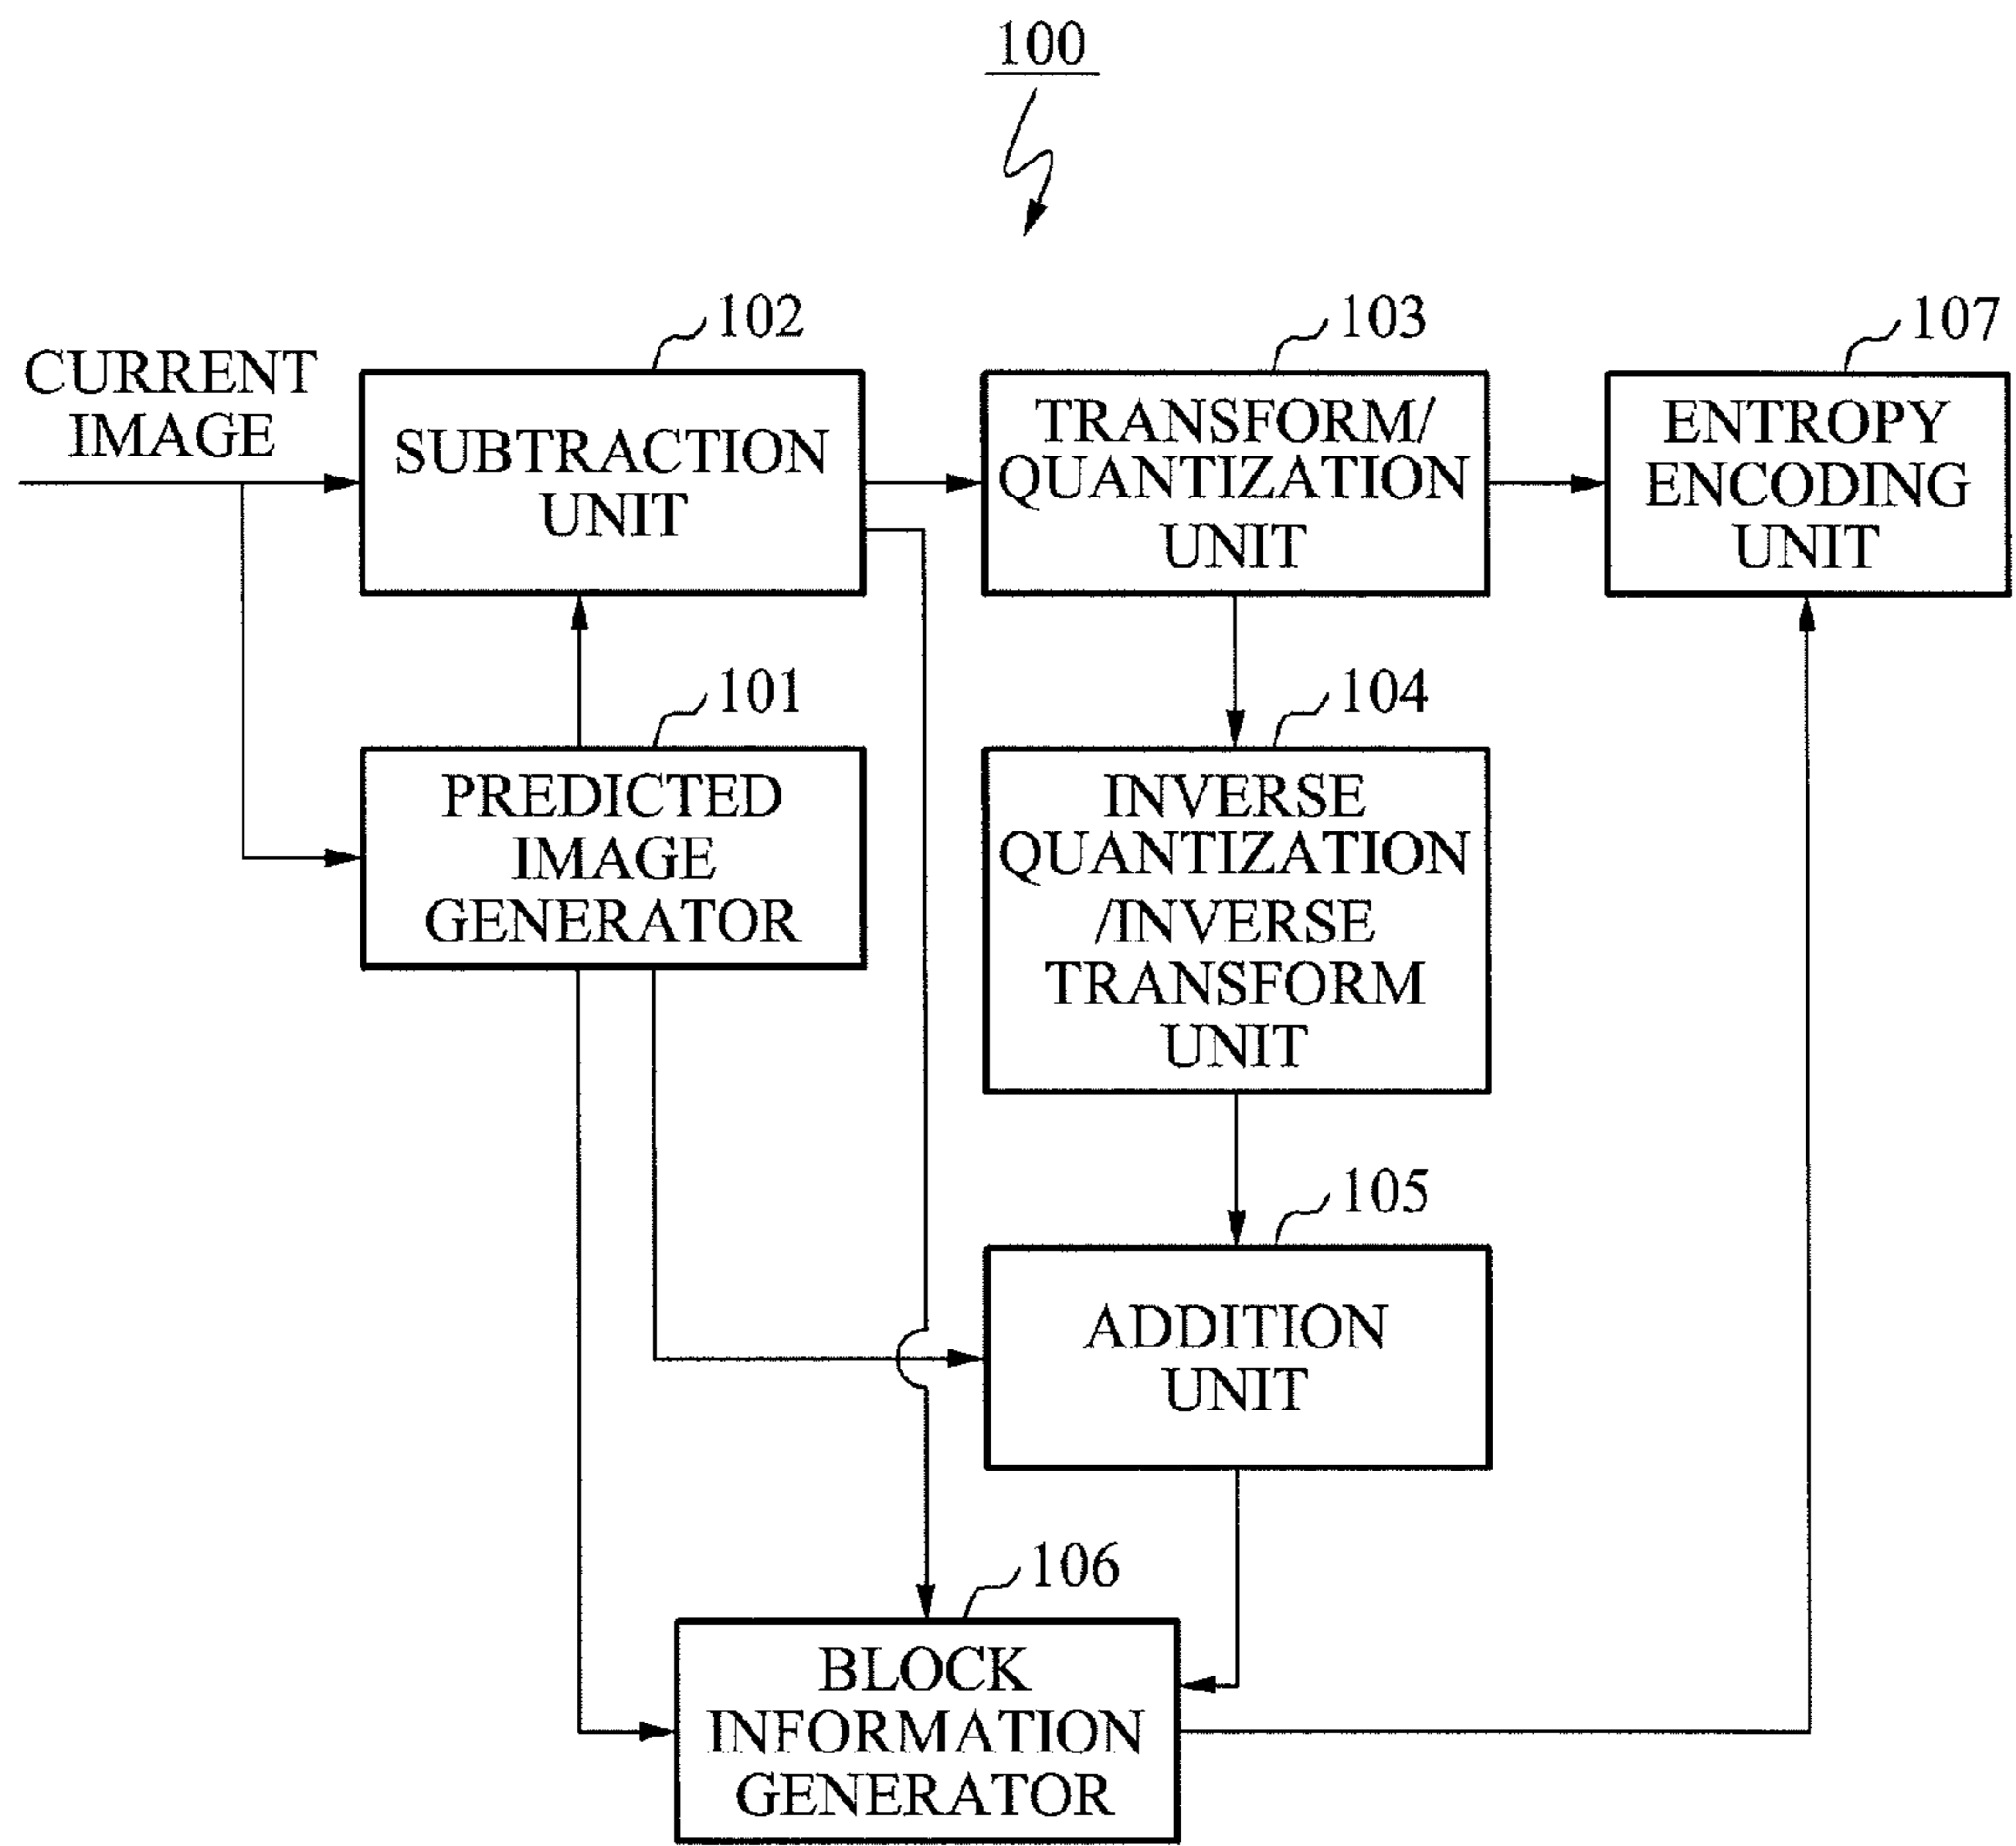 100
102
103
107
CURRENT
IMAGE
SUBTRACTION
UNIT
TRANSFORM/
QUANTIZATION
UNIT
ENTROPY
ENCODING
UNIT
101
104
PREDICTED
IMAGE
GENERATOR
INVERSE
QUANTIZATION
/INVERSE
TRANSFORM
UNIT
105
ADDITION
UNIT
106
BLOCK
INFORMATION
GENERATOR